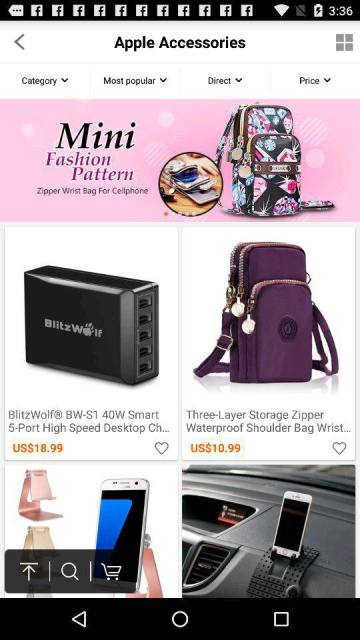 3:36
Apple Accessories
Category
Most popular
Direct
Price
Mini
Fashion
Pattern
Zipper Wrist Bag For Cellphone
BlitzWolf
BlitzWolf® BW-S1 40W Smart
5-Port High Speed Desktop Ch...
US$18.99
Three-Layer Storage Zipper
Waterproof Shoulder Bag Wrist...
US$10.99